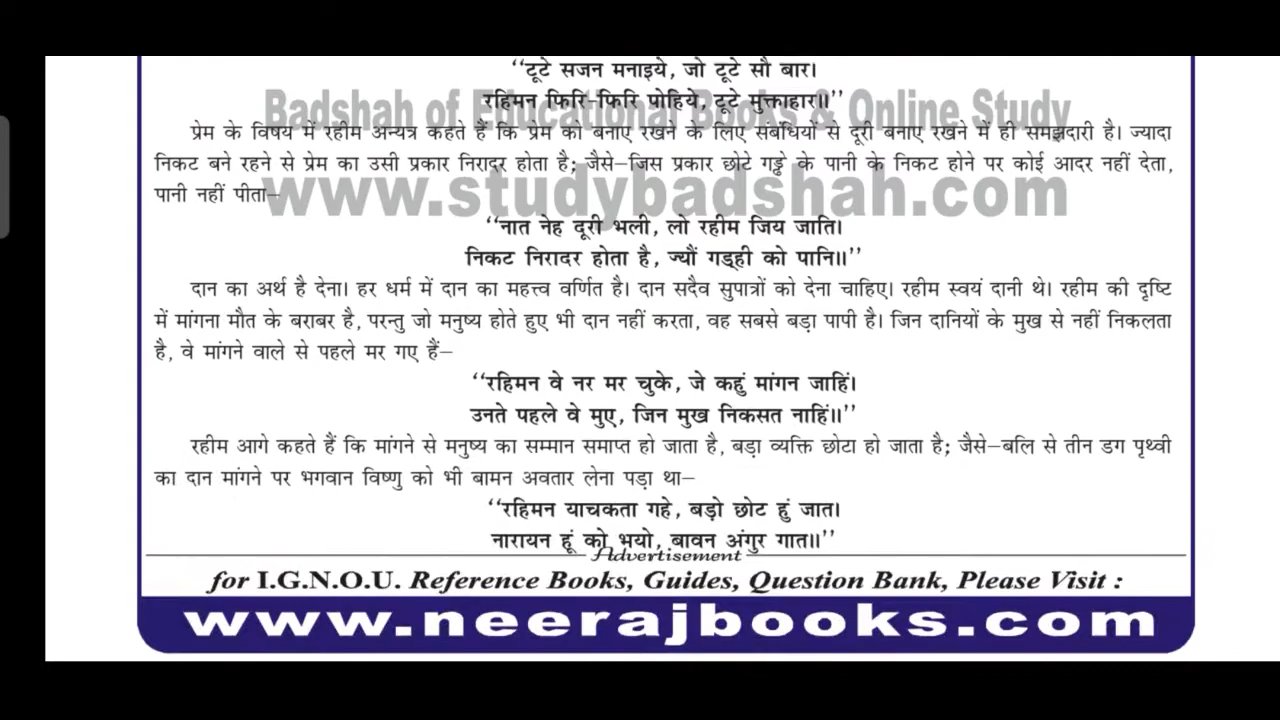 “टूटे सजन मनाइये, जो टूटे सौ बार।
रहिमन फिरि-फिरि पोहिये, टूटे मुक्ताहार॥”
Badshah of Educational Books & Online Study
प्रेम के विषय में रहीम अन्यत्र कहते हैं कि प्रेम को बनाए रखने के लिए संबंधियों से दूरी बनाए रखने में ही समझदारी है। ज्यादा
निकट बने रहने से प्रेम का उसी प्रकार निरादर होता है; जैसे–जिस प्रकार छोटे गड्ढे के पानी के निकट होने पर कोई आदर नहीं देता,
पानी नहीं पीता–
www.studybadshah.com
“नात नेह दूरी भली, लो रहीम जिय जाति।
निकट निरादर होता है, ज्यौं गड़्ही को पानि॥”
दान का अर्थ है देना। हर धर्म में दान का महत्त्व वर्णित है। दान सदैव सुपात्रों को देना चाहिए। रहीम स्वयं दानी थे। रहीम की दृष्टि
में मांगना मौत के बराबर है, परन्तु जो मनुष्य होते हुए भी दान नहीं करता, वह सबसे बड़ा पापी है। जिन दानियों के मुख से नहीं निकलता
है, वे मांगने वाले से पहले मर गए हैं–
“रहिमन वे नर मर चुके, जे कहुं मांगन जाहिं।
उनते पहले वे मुए, जिन मुख निकसत नाहिं॥”
रहीम आगे कहते हैं कि मांगने से मनुष्य का सम्मान समाप्त हो जाता है, बड़ा व्यक्ति छोटा हो जाता है; जैसे–बलि से तीन डग पृथ्वी
का दान मांगने पर भगवान विष्णु को भी बामन अवतार लेना पड़ा था–
“रहिमन याचकता गहे, बड़ो छोट हुं जात।
नारायन हूं को भयो, बावन अंगुर गात॥”
Advertisement
for I.G.N.O.U. Reference Books, Guides, Question Bank, Please Visit :
www.neerajbooks.com